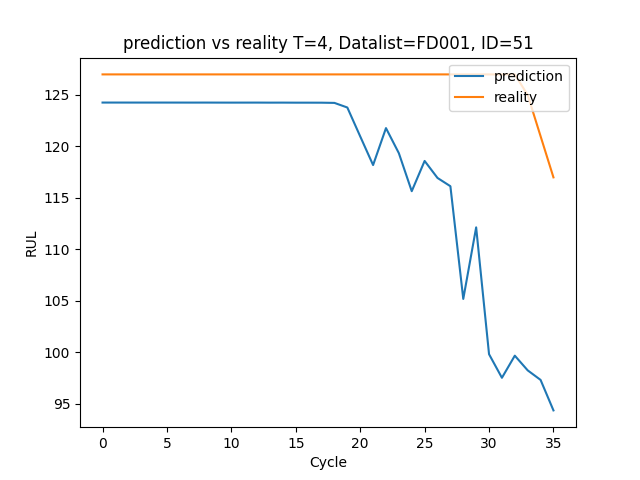 prediction vs reality T=4, Datalist=FD001, ID=51
prediction
reality
RUL
125
120
115
110
105
100
95
0 5 10 15 20 25 30 35
Cycle